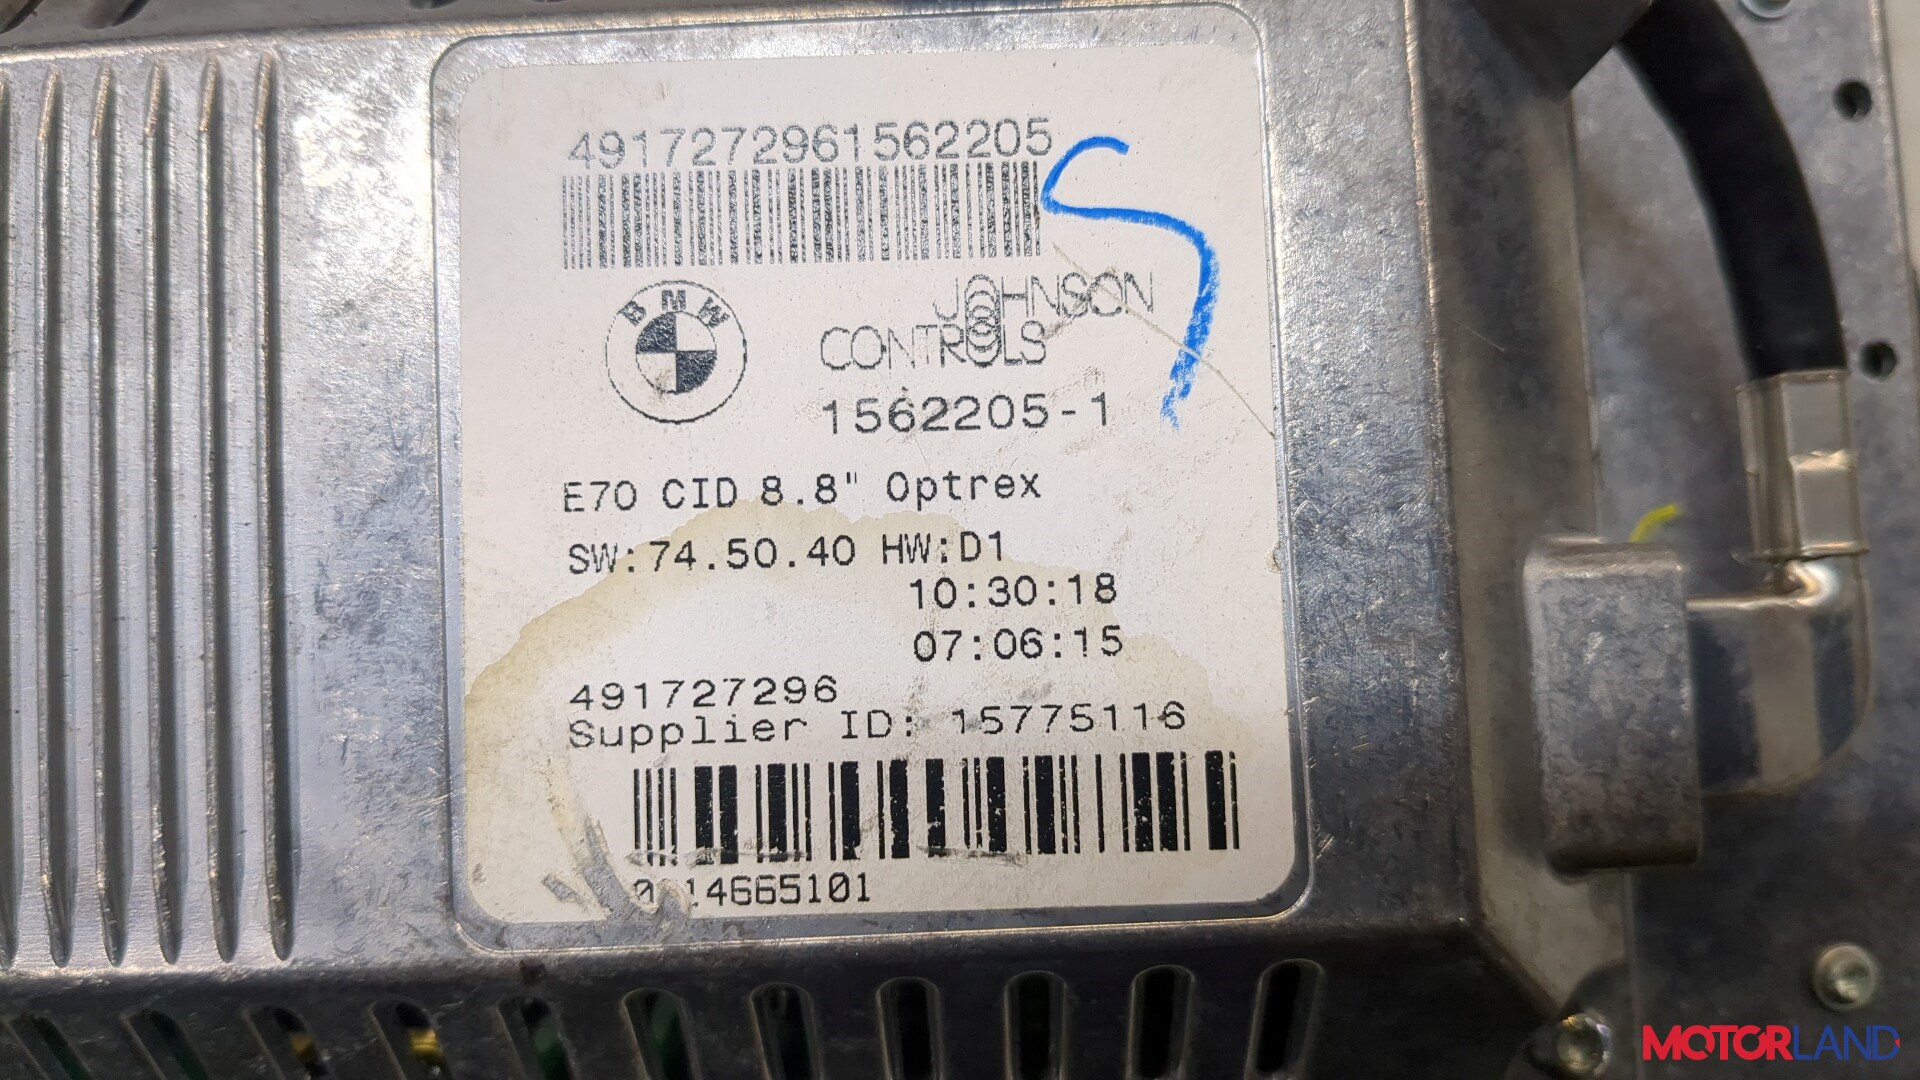 4917272961562205
BMW
JOHNSON
CONTROLS
1562205-1
E70 CID 8.8" Optrex
SW:74.50.40 HW:D1
10:30:18
07:06:15
491727296
Supplier ID: 15775116
14665101
MOTORLAND